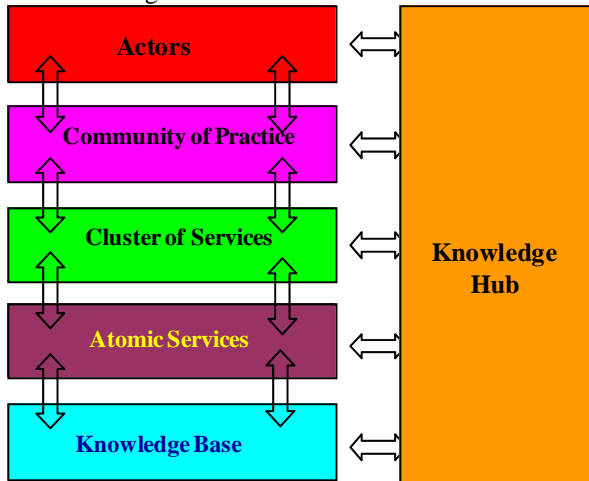 Actors
Community of Practice
Cluster of Services
Atomic Services
Knowledge Base
Knowledge
Hub